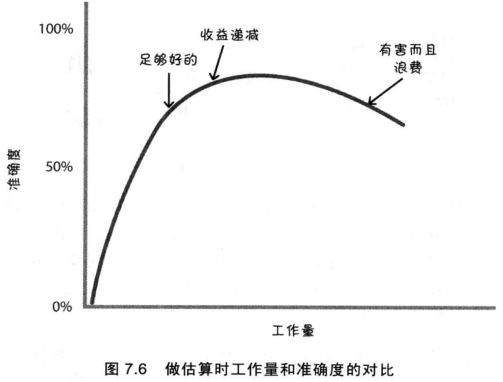 100%
收益递减
足够好的
有害而且
浪费
准确度
50%
0%
工作量
图 7.6 做估算时工作量和准确度的对比